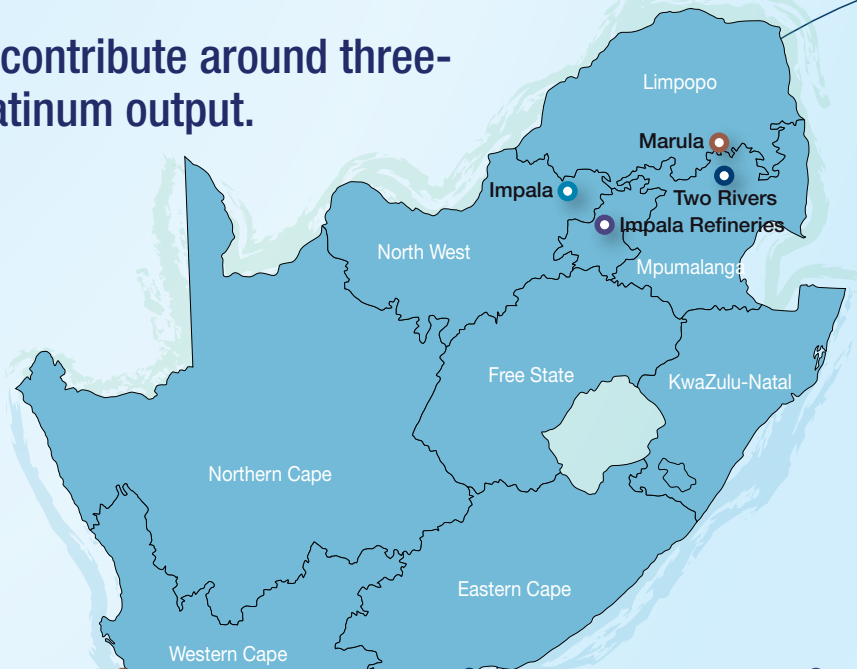 contribute around three-
atinum output.
Limpopo
Marula
Impala
Two Rivers
Impala Refineries
North West
Mpumalanga
Free State
KwaZulu-Natal
Northern Cape
Eastern Cape
Western Cape